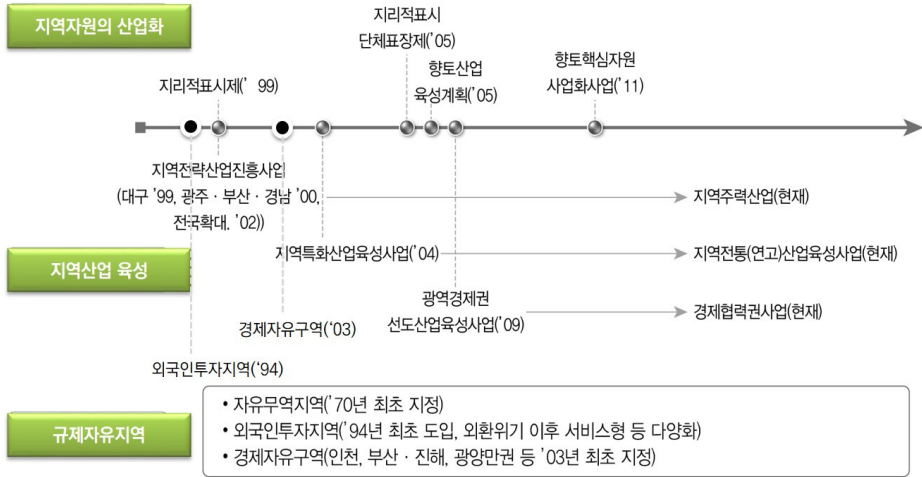 지역자원의 산업화
지리적표시
단체표장제('05)
지리적표시제(’ 99)
향토산업
육성계획('05)
향토핵심자원
사업화사업('11)
지역전략산업진흥사업
(대구 '99, 광주 · 부산 · 경남 '00,
전국확대, '02))
지역주력산업(현재)
지역산업 육성
지역특화산업육성사업('04)
지역전통(연고)산업육성사업(현재)
광역경제권
선도산업육성사업('09)
경제협력권사업(현재)
경제자유구역(‘03)
외국인투자지역(‘94)
규제자유지역
• 자유무역지역('70년 최초 지정)
• 외국인투자지역('94년 최초 도입, 외환위기 이후 서비스형 등 다양화)
• 경제자유구역(인천, 부산 · 진해, 광양만권 등 ’03년 최초 지정)